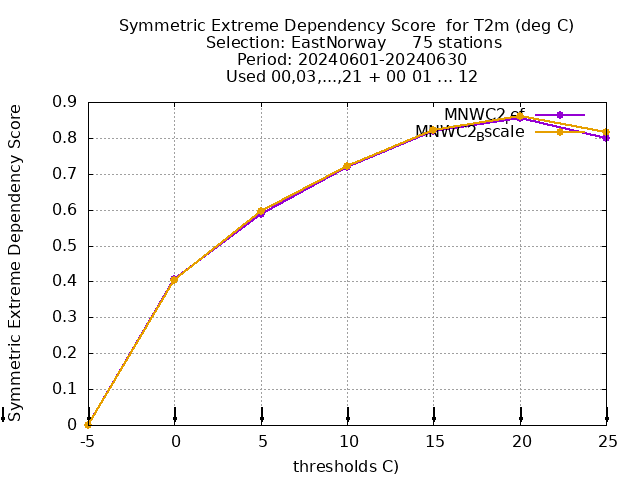 Symmetric Extreme Dependency Score for T2m (deg C)
Selection: EastNorway 75 stations
Period: 20240601-20240630
Used 00,03,...,21 + 00 01 ... 12
Symmetric Extreme Dependency Score
0.9
0.8
0.7
0.6
0.5
0.4
0.3
0.2
0.1
0
MNWC2_Bscale
-5
0
5
10
15
20
25
thresholds C)